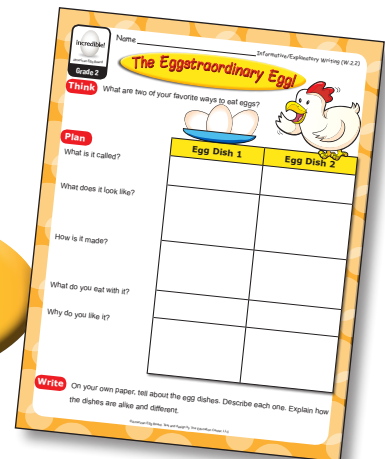 incredible!
Grade 2
Name
Informative/Explanatory Writing (W.2.2)
The Eggstraordinary Egg!
Think What are two of your favorite ways to eat eggs?
Plan
Egg Dish 1 Egg Dish 2
What is it called?
What does it look like?
How is it made?
What do you eat with it?
Why do you like it?
Write On your own paper, tell about the egg dishes. Describe each one. Explain how
the dishes are alike and different.